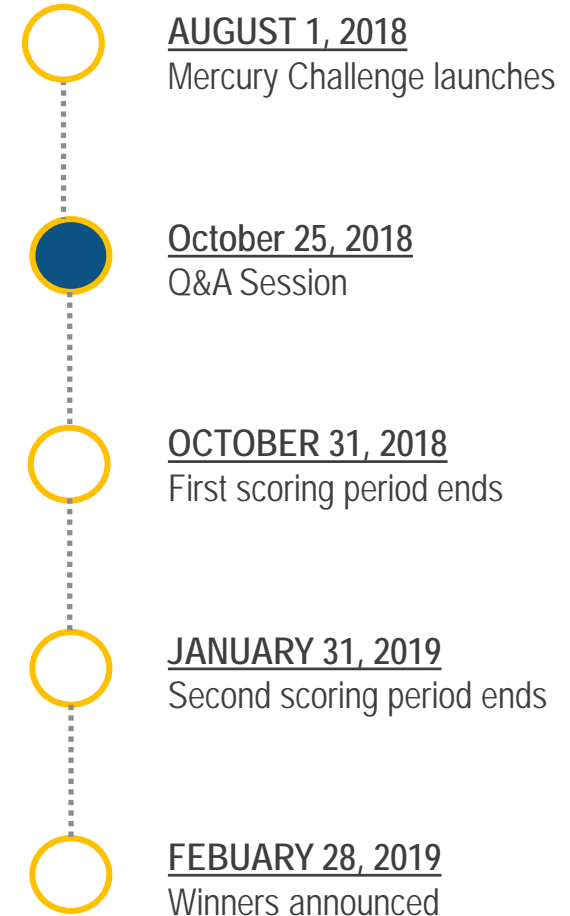 AUGUST 1, 2018
Mercury Challenge launches
October 25, 2018
Q&A Session
OCTOBER 31, 2018
First scoring period ends
JANUARY 31, 2019
Second scoring period ends
FEBUARY 28, 2019
Winners announced